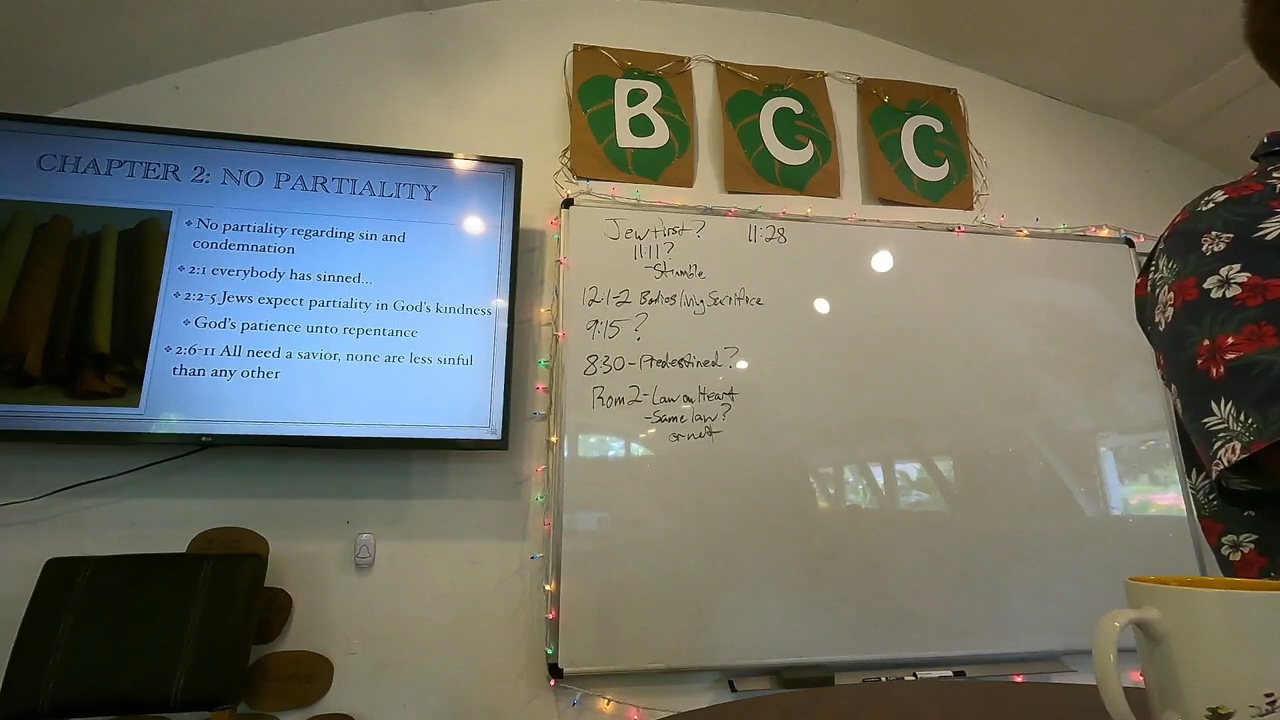 CHAPTER 2: NO PARTIALITY
❖ No partiality regarding sin and
condemnation
❖ 2:1 everybody has sinned...
❖ 2:2-5 Jews expect partiality in God's kindness
❖ God's patience unto repentance
❖ 2:6-11 All need a savior, none are less sinful
than any other
LG
B C C
Jew first? 11:28
11:11?
-Stumble
12:1-2 Bodies living Sacrifice
9:15?
8:30-Predestined?
Rom 2-Law on Heart
-Same law?
or not